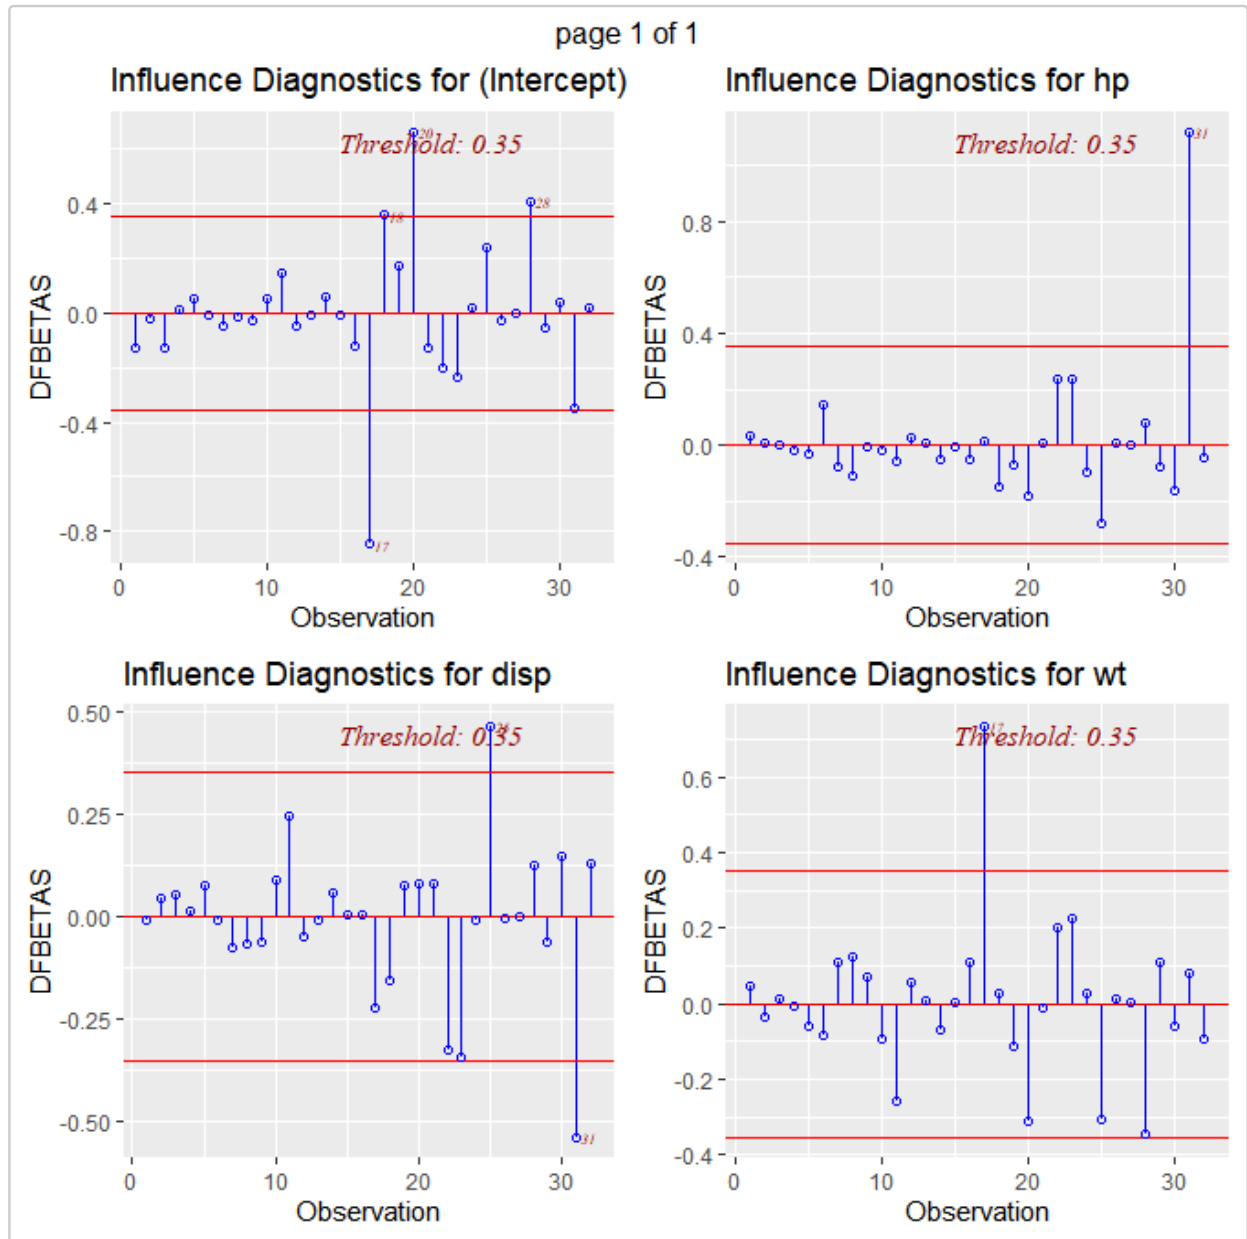 page 1 of 1
Influence Diagnostics for (Intercept)
Threshold: 0.35
20
18
28
17
0.4
0.0
-0.4
-0.8
DFBETAS
0
10
20
30
Observation
Influence Diagnostics for hp
Threshold: 0.35
31
0.8
0.4
0.0
-0.4
DFBETAS
0
10
20
30
Observation
Influence Diagnostics for disp
Threshold: 0.35
31
0.50
0.25
0.00
-0.25
-0.50
DFBETAS
0
10
20
30
Observation
Influence Diagnostics for wt
Threshold: 0.35
17
0.6
0.4
0.2
0.0
-0.2
-0.4
DFBETAS
0
10
20
30
Observation